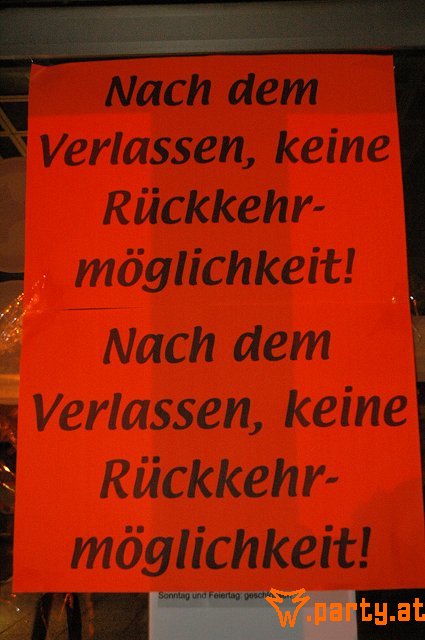 Nach dem
Verlassen, keine
Rückkehr-
möglichkeit!
Nach dem
Verlassen, keine
Rückkehr-
möglichkeit!
Sonntag und Feiertag:
party.at